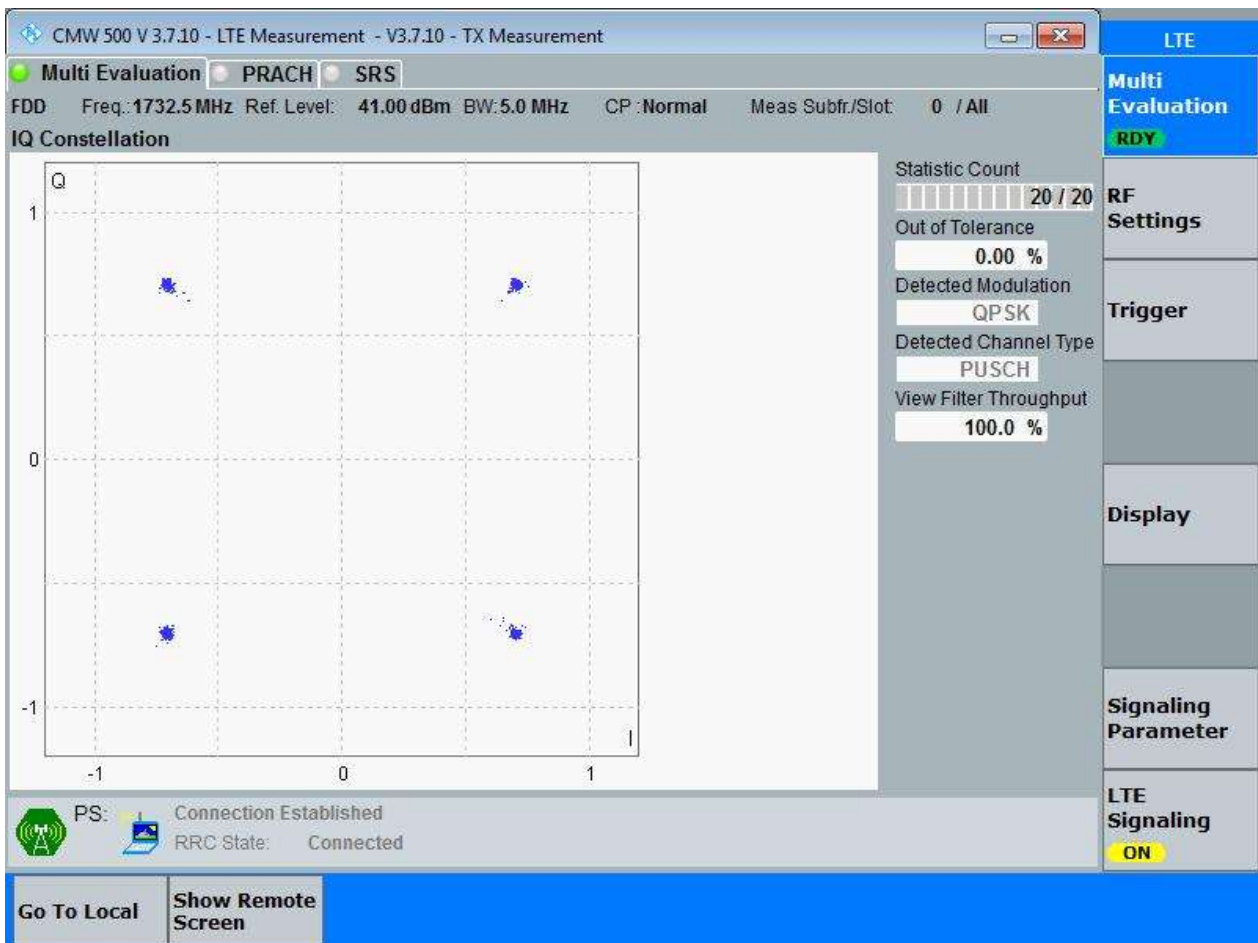 CMW 500 V 3.7.10 - LTE Measurement - V3.7.10 - TX Measurement
LTE
Multi Evaluation PRACH SRS
FDD Freq.: 1732.5 MHz Ref. Level: 41.00 dBm BW: 5.0 MHz CP : Normal Meas Subfr./Slot: 0 / All
IQ Constellation
Q
1
0
-1
I
-1 0 1
Statistic Count
20 / 20
Out of Tolerance
0.00 %
Detected Modulation
QPSK
Detected Channel Type
PUSCH
View Filter Throughput
100.0 %
Multi
Evaluation
RDY
RF
Settings
Trigger
Display
Signaling
Parameter
LTE
Signaling
ON
PS: Connection Established
RRC State: Connected
Go To Local
Show Remote
Screen